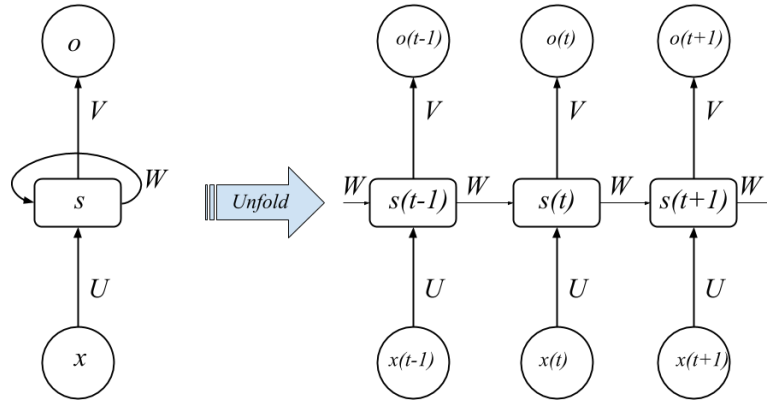 o o(t-1) o(t) o(t+1)
V V V V
W
s Unfold W s(t-1) W s(t) W s(t+1) W
U U U U
x x(t-1) x(t) x(t+1)